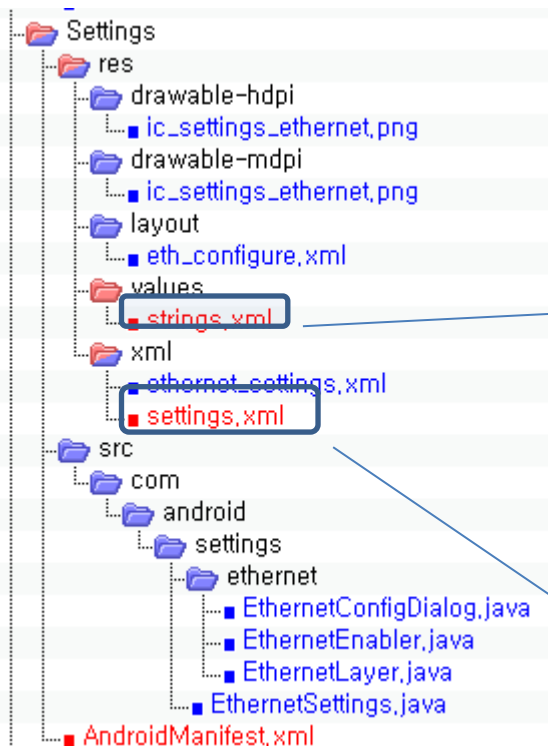 Settings
res
drawable-hdpi
ic_settings_ethernet,png
drawable-mdpi
ic_settings_ethernet,png
layout
eth_configure,xml
values
strings,xml
xml
ethernet_settings,xml
settings,xml
src
com
android
settings
ethernet
EthernetConfigDialog,java
EthernetEnabler,java
EthernetLayer,java
EthernetSettings,java
AndroidManifest,xml